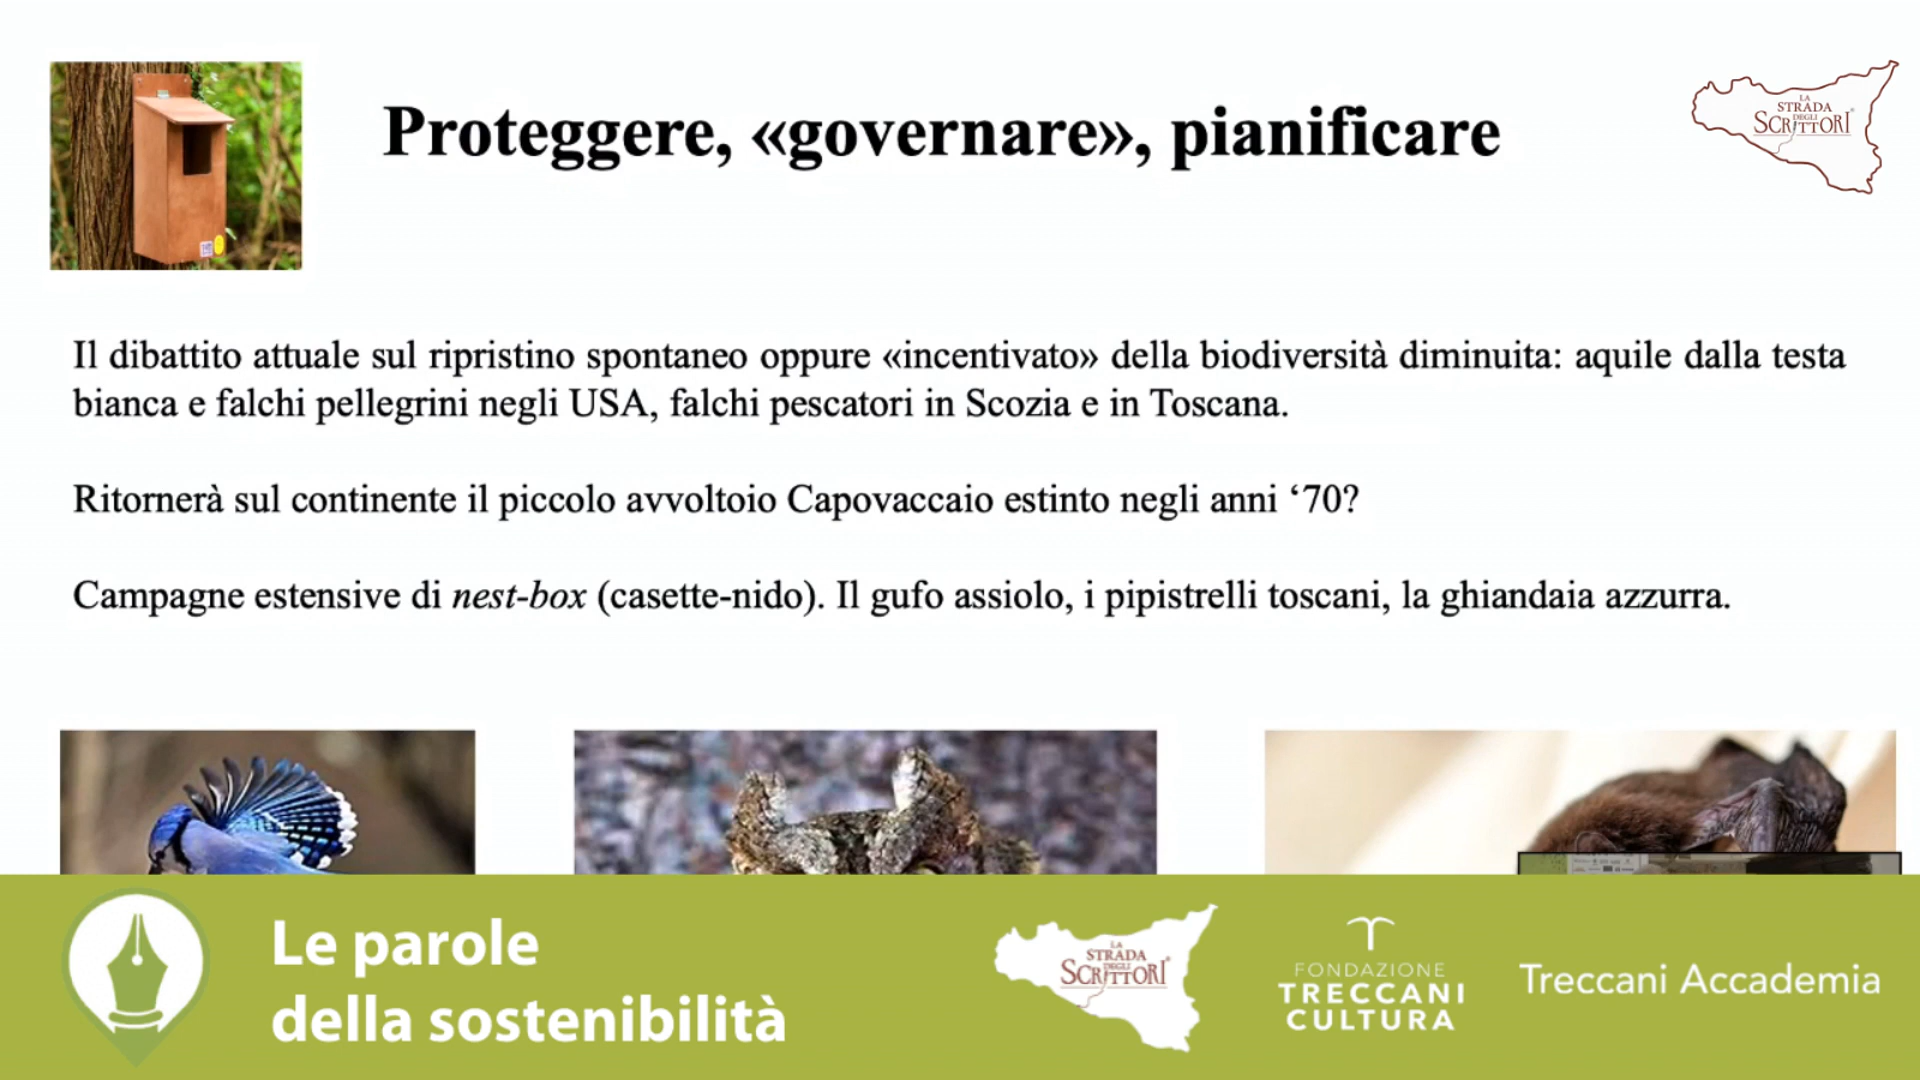 Proteggere, «governare», pianificare
LA
STRADA
DEGLI
SCRITTORI
Il dibattito attuale sul ripristino spontaneo oppure «incentivato» della biodiversità diminuita: aquile dalla testa
bianca e falchi pellegrini negli USA, falchi pescatori in Scozia e in Toscana.
Ritornerà sul continente il piccolo avvoltoio Capovaccaio estinto negli anni ‘70?
Campagne estensive di nest-box (casette-nido). Il gufo assiolo, i pipistrelli toscani, la ghiandaia azzurra.
Le parole
della sostenibilità
LA
STRADA
DEGLI
SCRITTORI
FONDAZIONE
TRECCANI
CULTURA
Treccani Accademia